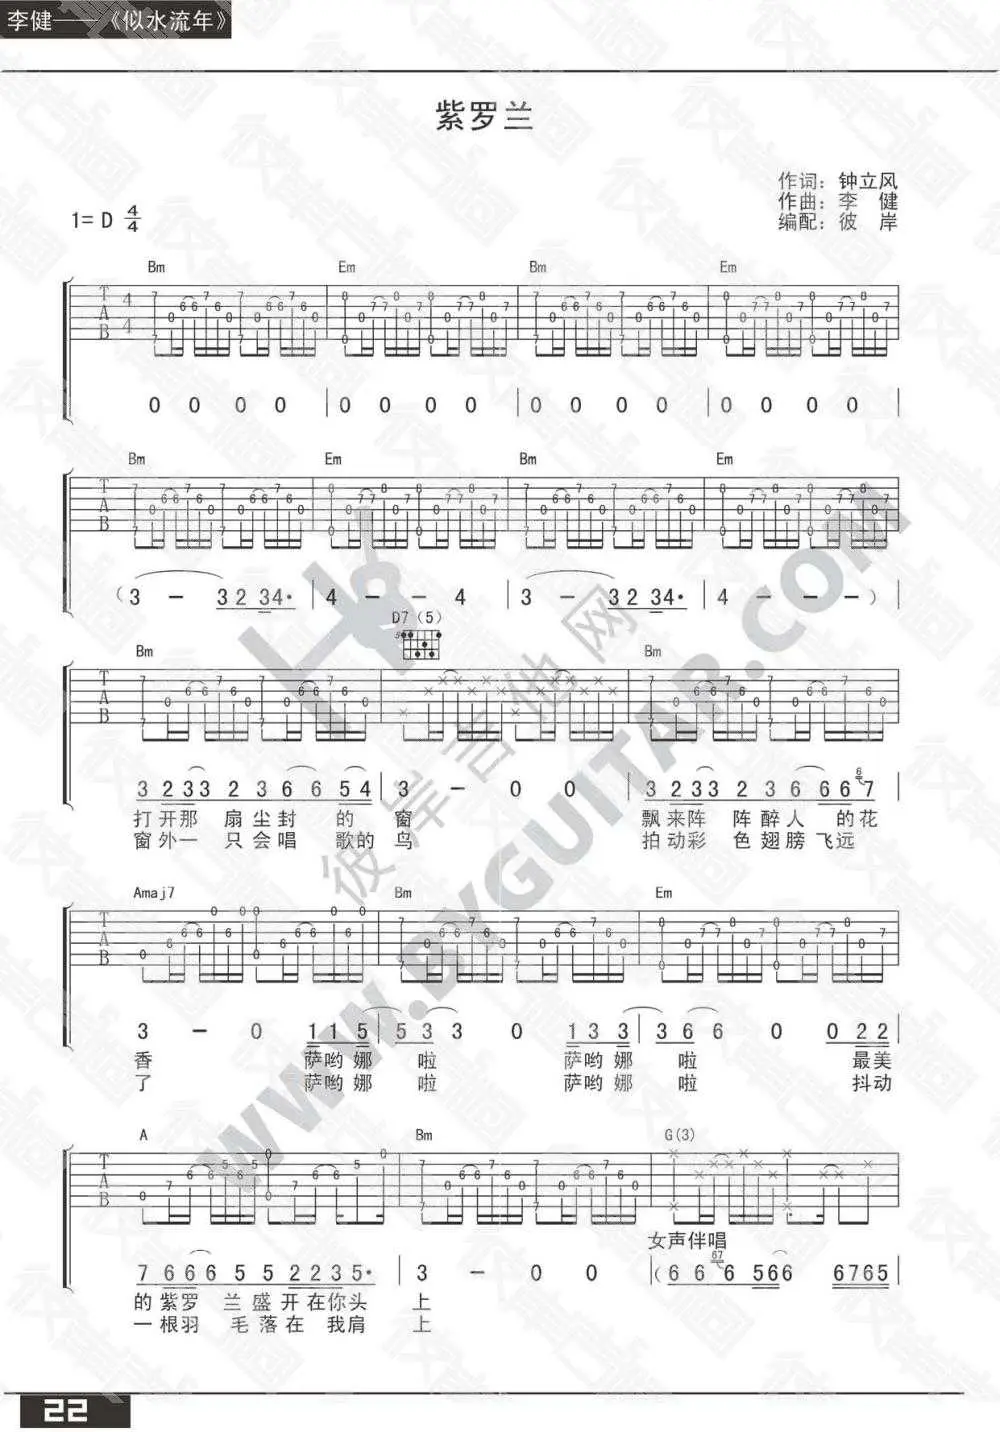 李健——《似水流年》
紫罗兰
作词：钟立风
作曲：李 健
编配：彼 岸
1= D 4/4
Bm Em Bm Em
0 0 0 0 | 0 0 0 0 | 0 0 0 0 | 0 0 0 0 |
Bm Em Bm Em
（3 － 3 2 34· | 4 － － 4 | 3 － 3 2 34· | 4 － － － ）|
D7（5）
Bm Bm
3 2 3 3 2 3 6 6 5 4 | 3 － 0 0 | 3 2 3 3 2 3 6 6 6 7
打 开 那 扇 尘 封 的 窗 飘 来 阵 阵 醉 人 的 花
窗 外 一 只 会 唱 歌 的 鸟 拍 动 彩 色 翅 膀 飞 远
Amaj7 Bm Em
3 － 0 1 1 5 | 5 3 3 0 1 3 3 | 3 6 6 0 0 2 2 |
香 萨 哟 娜 啦 萨 哟 娜 啦 最 美
了 萨 哟 娜 啦 萨 哟 娜 啦 抖 动
A Bm G(3)
女声伴唱
7 6 6 6 5 5 2 2 3 5· | 3 － 0 0 |（6 6 6 5 6 6 6 7 6 5 |
的 紫 罗 兰 盛 开 在 你 头 上
一 根 羽 毛 落 在 我 肩 上
彼岸吉他网
WWW.BYGUITAR.COM
22